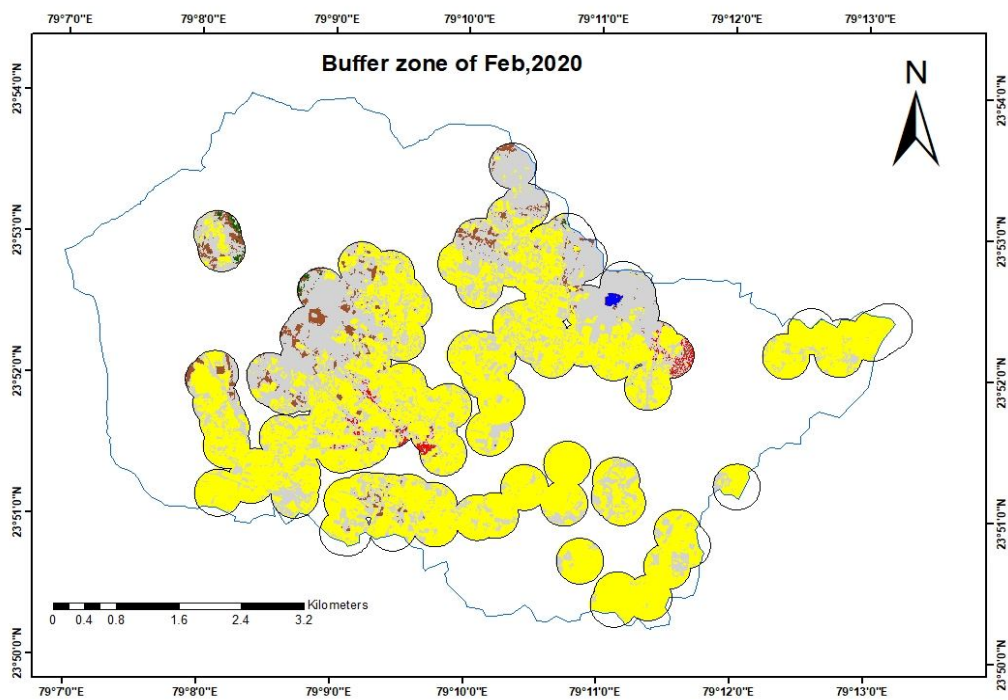 79°7'0"E 79°8'0"E 79°9'0"E 79°10'0"E 79°11'0"E 79°12'0"E 79°13'0"E
Buffer zone of Feb,2020
N
23°54'0"N 23°54'0"N
23°53'0"N 23°53'0"N
23°52'0"N 23°52'0"N
23°51'0"N 23°51'0"N
Kilometers
0 0.4 0.8 1.6 2.4 3.2
23°50'0"N 23°50'0"N
79°7'0"E 79°8'0"E 79°9'0"E 79°10'0"E 79°11'0"E 79°12'0"E 79°13'0"E